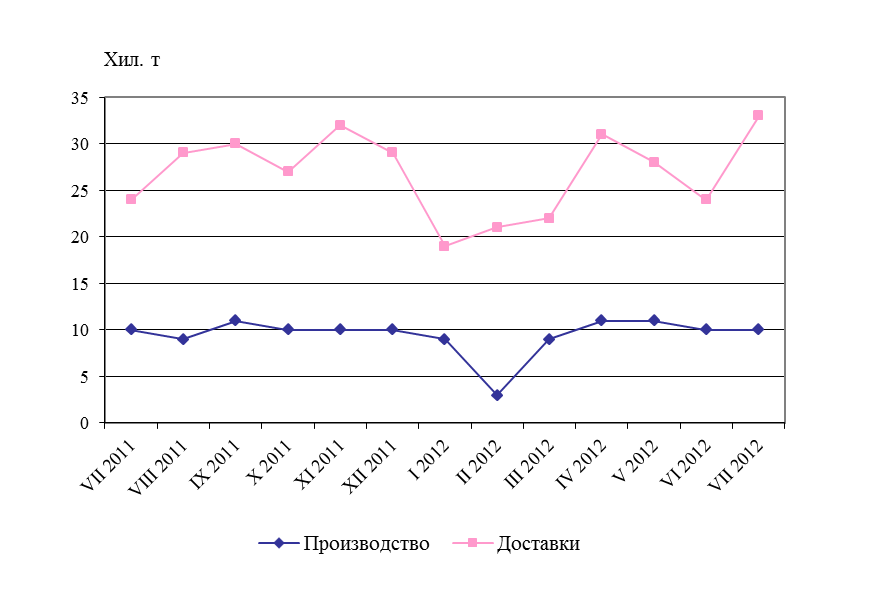 Хил. т
35
30
25
20
15
10
5
0
VII 2011
VIII 2011
IX 2011
X 2011
XI 2011
XII 2011
I 2012
II 2012
III 2012
IV 2012
V 2012
VI 2012
VII 2012
Производство
Доставки